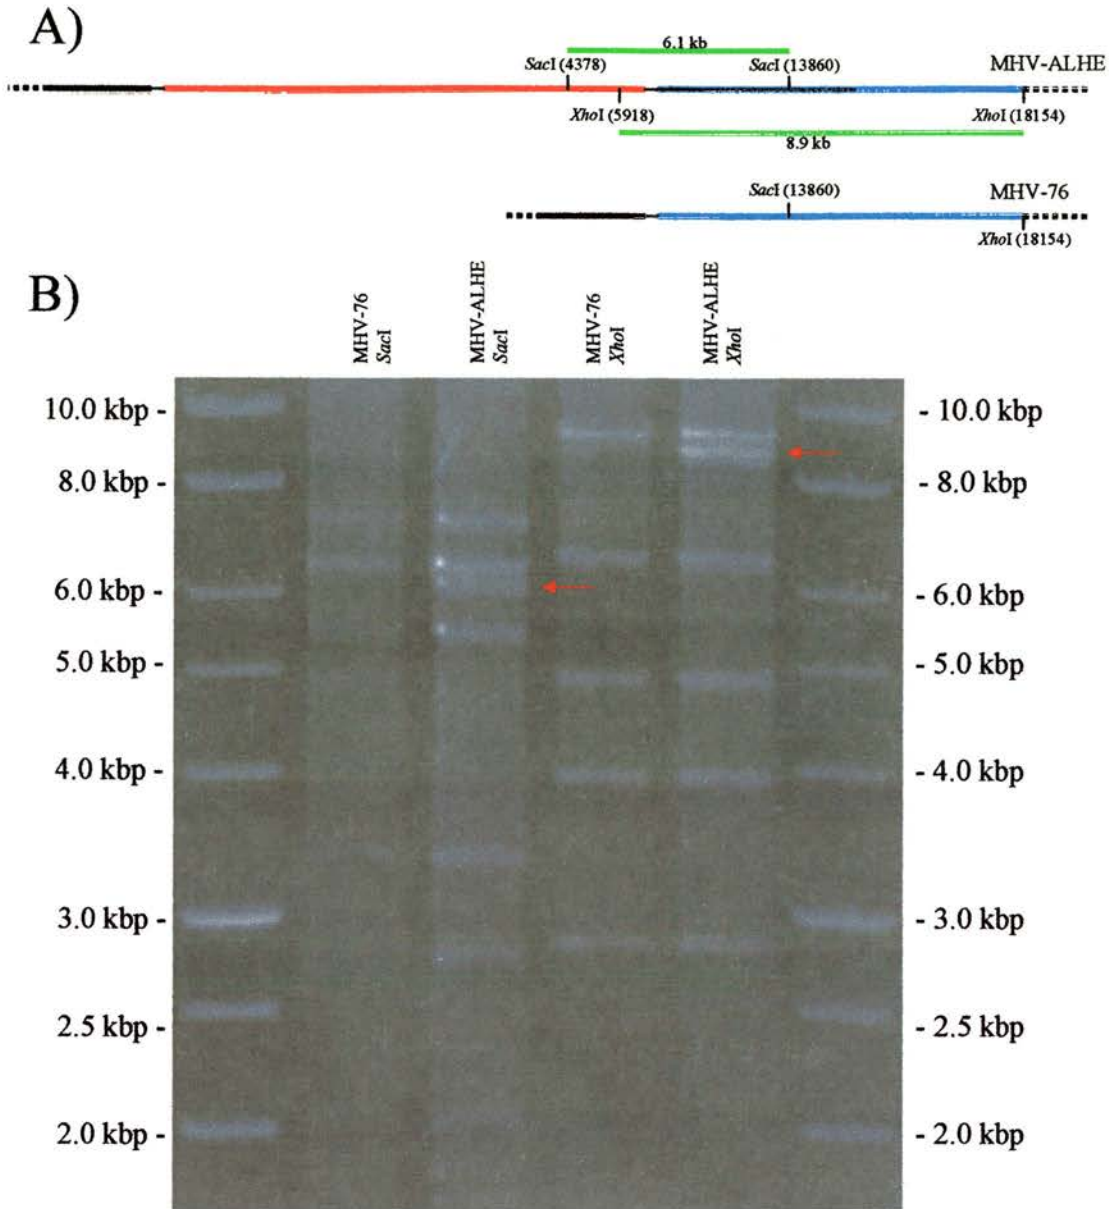 A)
6.1 kb
SacI (4378)
SacI (13860)
MHV-ALHE
XhoI (5918)
XhoI (18154)
8.9 kb
SacI (13860)
MHV-76
XhoI (18154)
B)
MHV-76
SacI
MHV-ALHE
SacI
MHV-76
XhoI
MHV-ALHE
XhoI
10.0 kbp -
8.0 kbp -
6.0 kbp -
5.0 kbp -
4.0 kbp -
3.0 kbp -
2.5 kbp -
2.0 kbp -
- 10.0 kbp
- 8.0 kbp
- 6.0 kbp
- 5.0 kbp
- 4.0 kbp
- 3.0 kbp
- 2.5 kbp
- 2.0 kbp